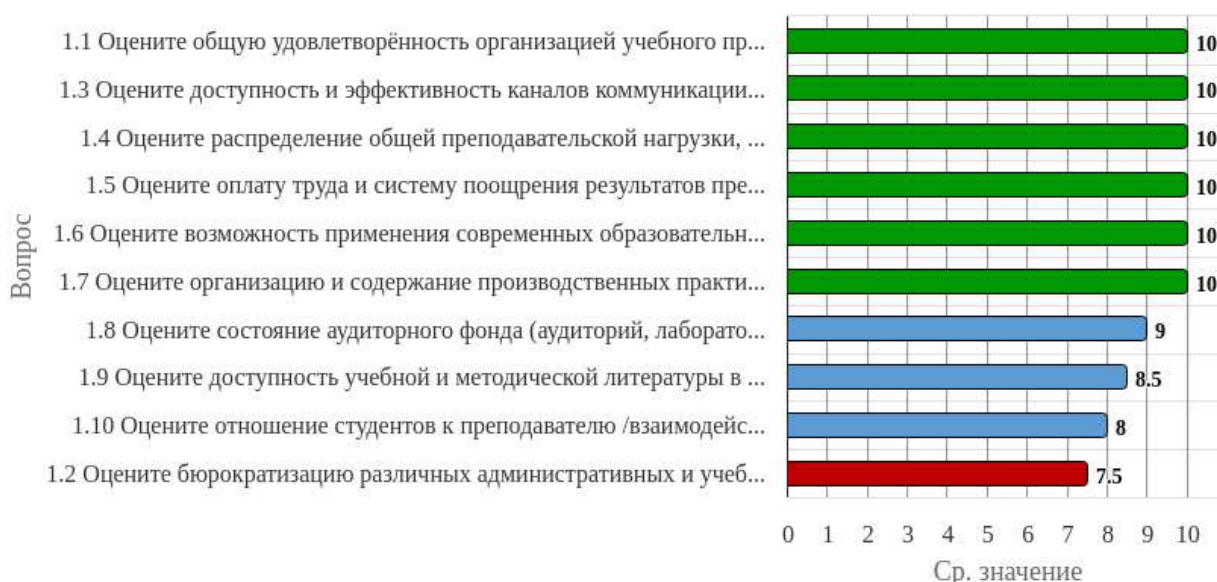 Вопрос
1.1 Оцените общую удовлетворённость организацией учебного пр... 10
1.3 Оцените доступность и эффективность каналов коммуникации... 10
1.4 Оцените распределение общей преподавательской нагрузки, ... 10
1.5 Оцените оплату труда и систему поощрения результатов пре... 10
1.6 Оцените возможность применения современных образовательн... 10
1.7 Оцените организацию и содержание производственных практи... 10
1.8 Оцените состояние аудиторного фонда (аудиторий, лаборато... 9
1.9 Оцените доступность учебной и методической литературы в ... 8.5
1.10 Оцените отношение студентов к преподавателю /взаимодейс... 8
1.2 Оцените бюрократизацию различных административных и учеб... 7.5
0 1 2 3 4 5 6 7 8 9 10
Ср. значение